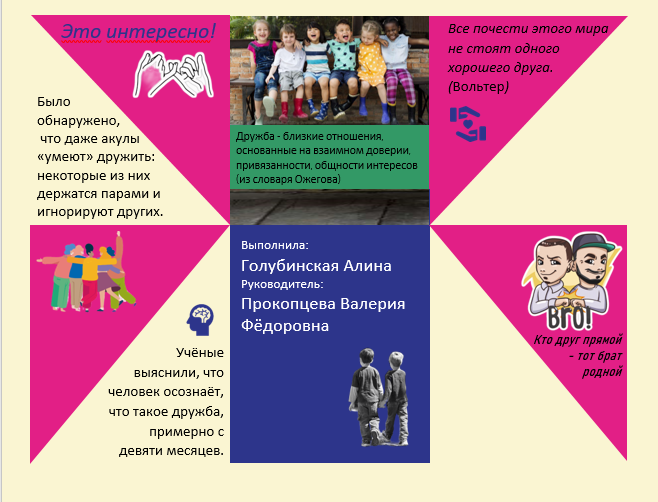 Это интересно!
Было
обнаружено,
что даже акулы
«умеют» дружить:
некоторые из них
держатся парами и
игнорируют других.
Дружба - близкие отношения,
основанные на взаимном доверии,
привязанности, общности интересов
(из словаря Ожегова)
Все почести этого мира
не стоят одного
хорошего друга.
(Вольтер)
Учёные
выяснили, что
человек осознаёт,
что такое дружба,
примерно с
девяти месяцев.
Выполнила:
Голубинская Алина
Руководитель:
Прокопцева Валерия
Фёдоровна
Bro!
Кто друг прямой
- тот брат
родной